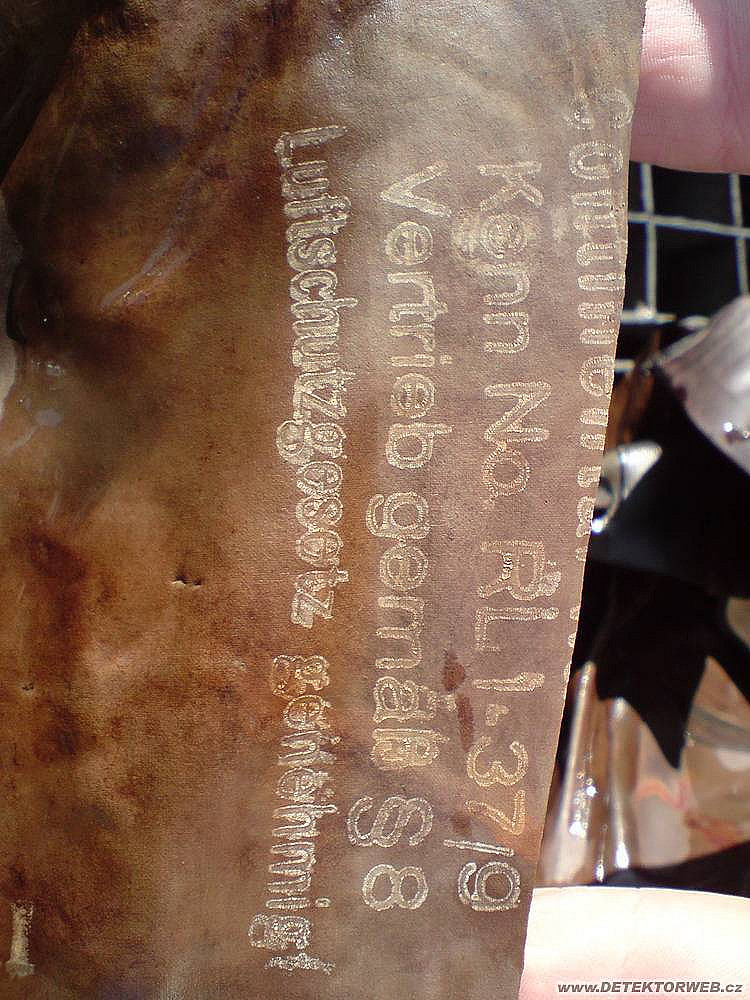 Kenn No RL1-37/9
Vertrieb gemäß § 8
Luftschutzgesetz genehmigt
www.DETEKTORWEB.cz